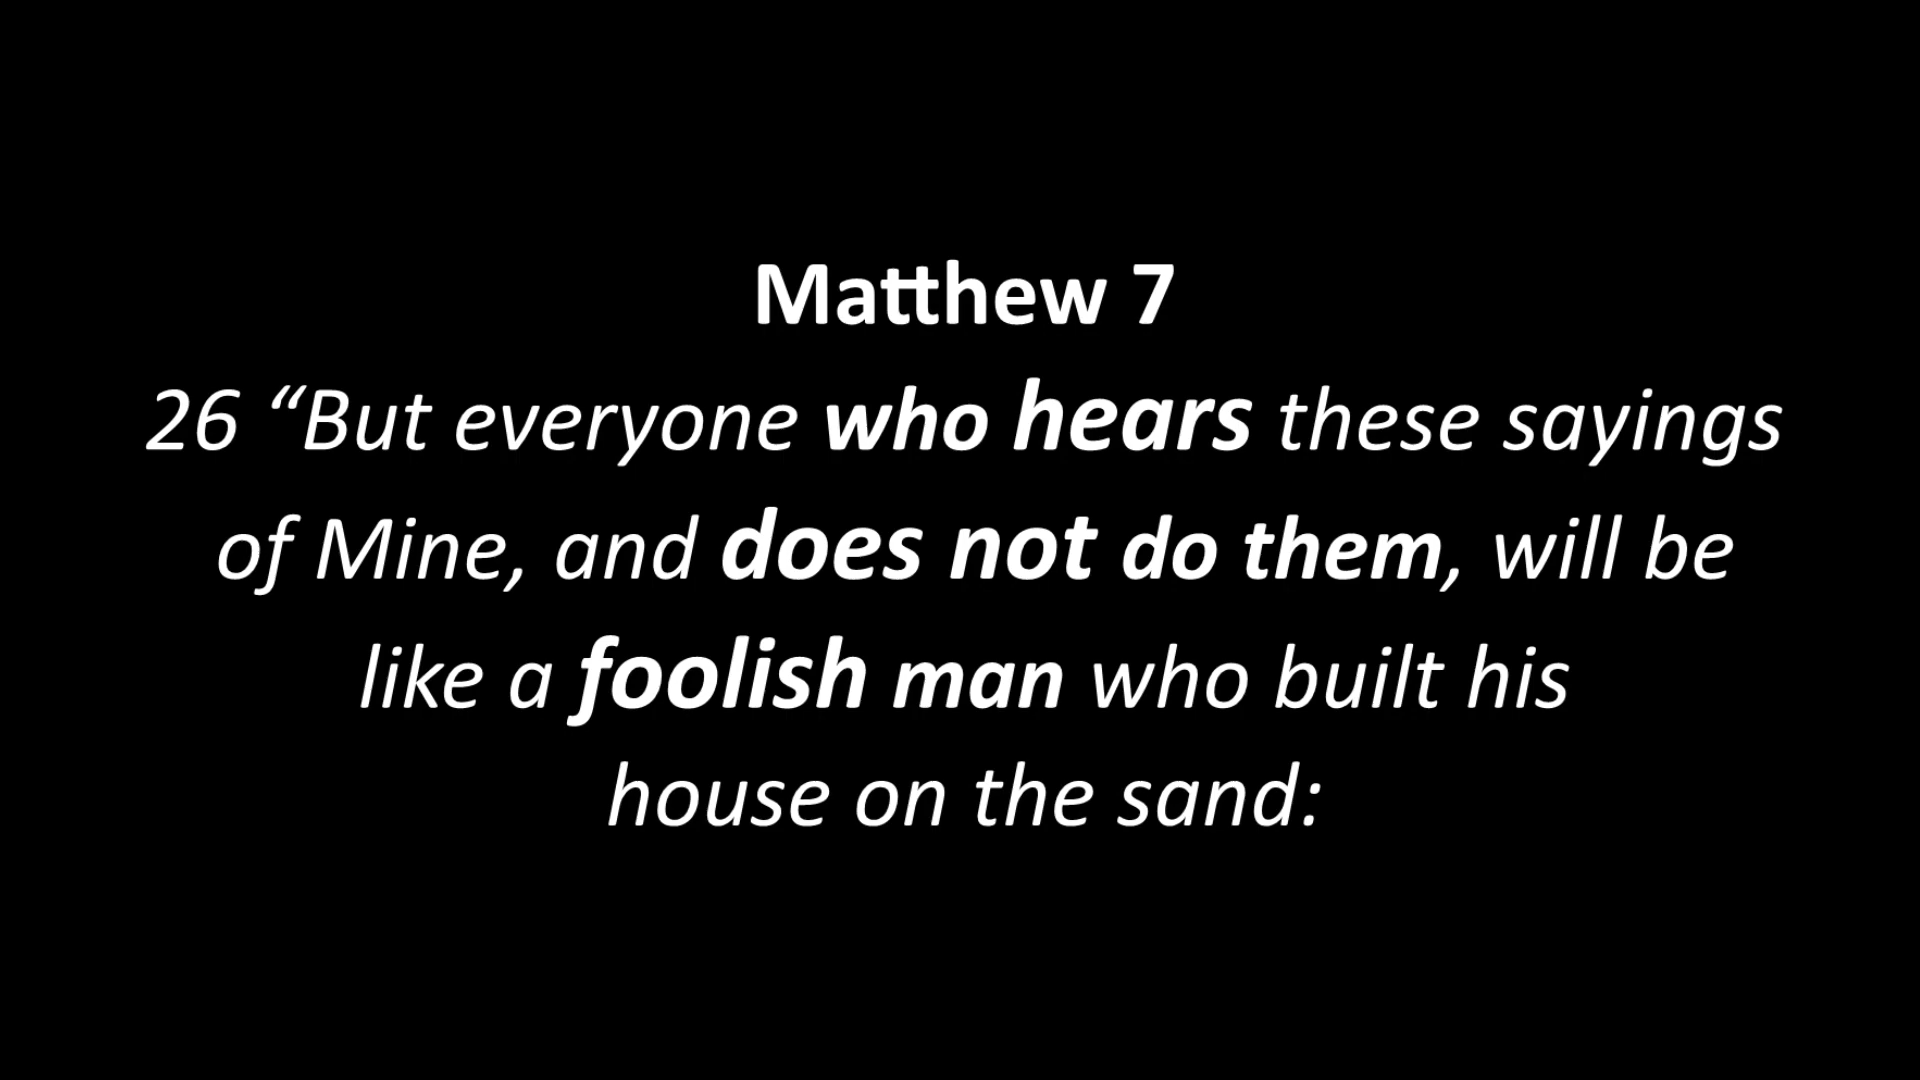 Matthew 7
26 “But everyone who hears these sayings
of Mine, and does not do them, will be
like a foolish man who built his
house on the sand: